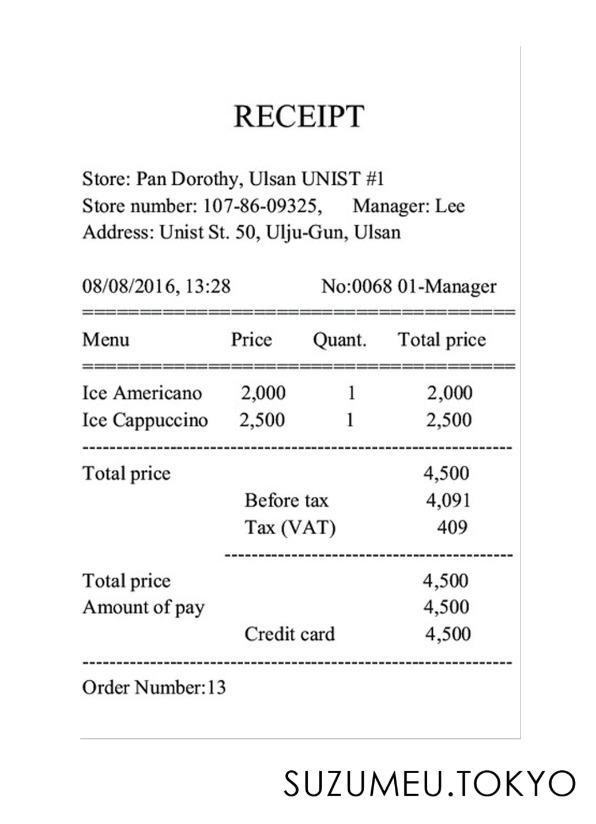 RECEIPT
Store: Pan Dorothy, Ulsan UNIST #1
Store number: 107-86-09325, Manager: Lee
Address: Unist St. 50, Ulju-Gun, Ulsan
08/08/2016, 13:28 No:0068 01-Manager
======================================
Menu Price Quant. Total price
======================================
Ice Americano 2,000 1 2,000
Ice Cappuccino 2,500 1 2,500
--------------------------------------------------------------
Total price 4,500
Before tax 4,091
Tax (VAT) 409
------------------------------------------
Total price 4,500
Amount of pay 4,500
Credit card 4,500
--------------------------------------------------------------
Order Number:13
SUZUMEU.TOKYO